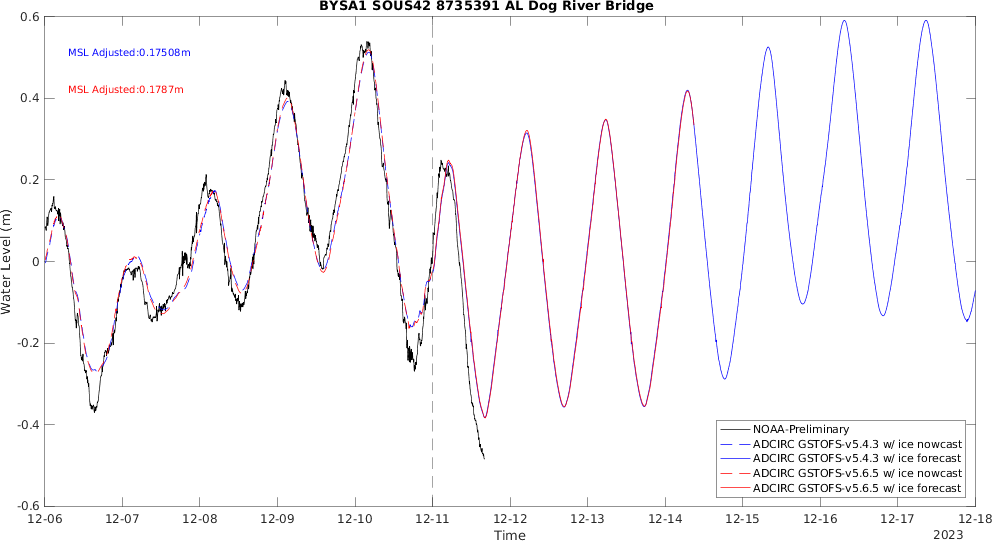 BYSA1 SOUS42 8735391 AL Dog River Bridge
MSL Adjusted:0.17508m
MSL Adjusted:0.1787m
Water Level (m)
0.6
0.4
0.2
0
-0.2
-0.4
-0.6
NOAA-Preliminary
ADCIRC GSTOFS-v5.4.3 w/ ice nowcast
ADCIRC GSTOFS-v5.4.3 w/ ice forecast
ADCIRC GSTOFS-v5.6.5 w/ ice nowcast
ADCIRC GSTOFS-v5.6.5 w/ ice forecast
12-06 12-07 12-08 12-09 12-10 12-11 12-12 12-13 12-14 12-15 12-16 12-17 12-18
Time
2023